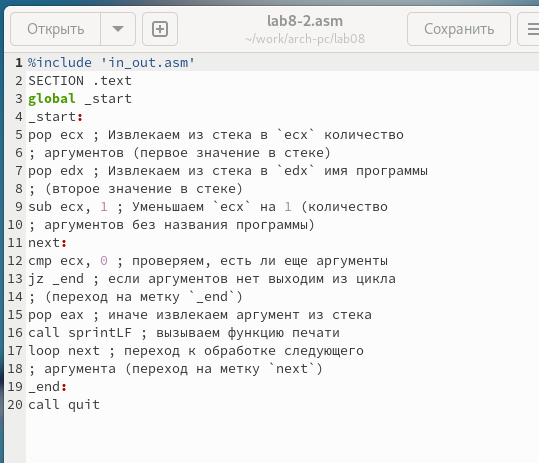 Открыть
lab8-2.asm
~/work/arch-pc/lab08
Сохранить
1 %include 'in_out.asm'
2 SECTION .text
3 global _start
4 _start:
5 pop ecx ; Извлекаем из стека в `ecx` количество
6 ; аргументов (первое значение в стеке)
7 pop edx ; Извлекаем из стека в `edx` имя программы
8 ; (второе значение в стеке)
9 sub ecx, 1 ; Уменьшаем `ecx` на 1 (количество
10 ; аргументов без названия программы)
11 next:
12 cmp ecx, 0 ; проверяем, есть ли еще аргументы
13 jz _end ; если аргументов нет выходим из цикла
14 ; (переход на метку `_end`)
15 pop eax ; иначе извлекаем аргумент из стека
16 call sprintLF ; вызываем функцию печати
17 loop next ; переход к обработке следующего
18 ; аргумента (переход на метку `next`)
19 _end:
20 call quit